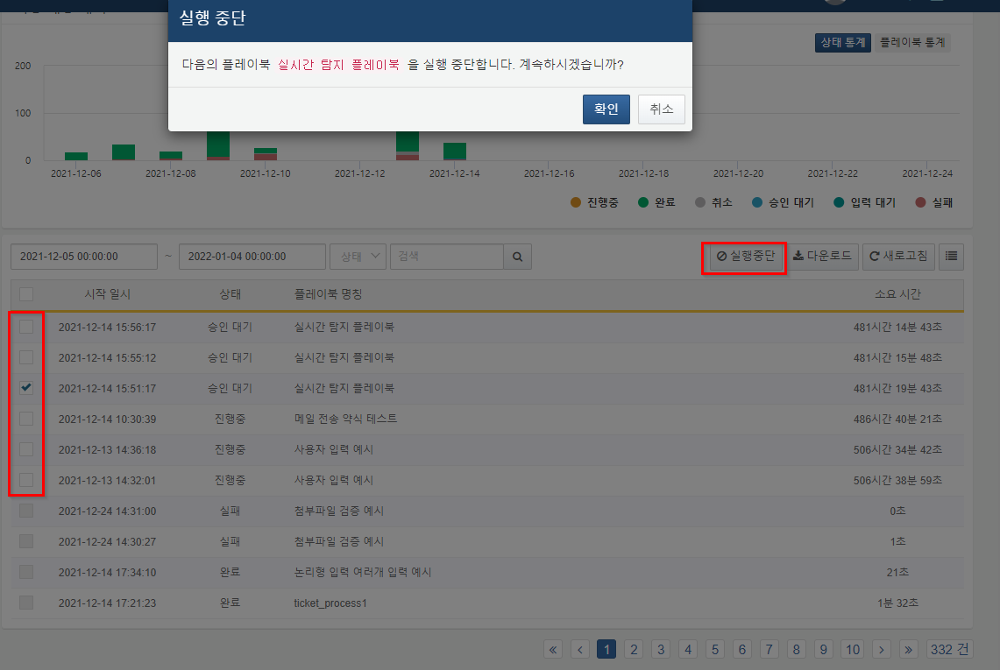 실행 중단
다음의 플레이북 실시간 탐지 플레이북 을 실행 중단합니다. 계속하시겠습니까?
확인 취소
상태 통계 플레이북 통계
200
100
0
2021-12-06 2021-12-08 2021-12-10 2021-12-12 2021-12-14 2021-12-16 2021-12-18 2021-12-20 2021-12-22 2021-12-24
진행중 완료 취소 승인 대기 입력 대기 실패
2021-12-05 00:00:00 ~ 2022-01-04 00:00:00 상태 검색 실행중단 다운로드 새로고침
시작 일시 상태 플레이북 명칭 소요 시간
2021-12-14 15:56:17 승인 대기 실시간 탐지 플레이북 481시간 14분 43초
2021-12-14 15:55:12 승인 대기 실시간 탐지 플레이북 481시간 15분 48초
2021-12-14 15:51:17 승인 대기 실시간 탐지 플레이북 481시간 19분 43초
2021-12-14 10:30:39 진행중 메일 전송 약식 테스트 486시간 40분 21초
2021-12-13 14:36:18 진행중 사용자 입력 예시 506시간 34분 42초
2021-12-13 14:32:01 진행중 사용자 입력 예시 506시간 38분 59초
2021-12-24 14:31:00 실패 첨부파일 검증 예시 0초
2021-12-24 14:30:27 실패 첨부파일 검증 예시 1초
2021-12-14 17:34:10 완료 논리형 입력 여러개 입력 예시 21초
2021-12-14 17:21:23 완료 ticket_process1 1분 32초
« ‹ 1 2 3 4 5 6 7 8 9 10 › » 332 건